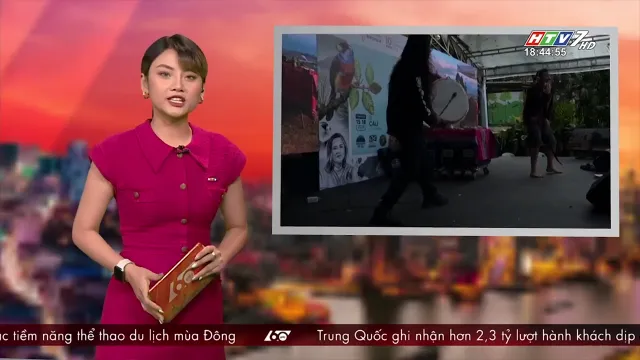 HTV7 HD
18:44:55
ác tiềm năng thể thao du lịch mùa Đông
Trung Quốc ghi nhận hơn 2,3 tỷ lượt hành khách dịp